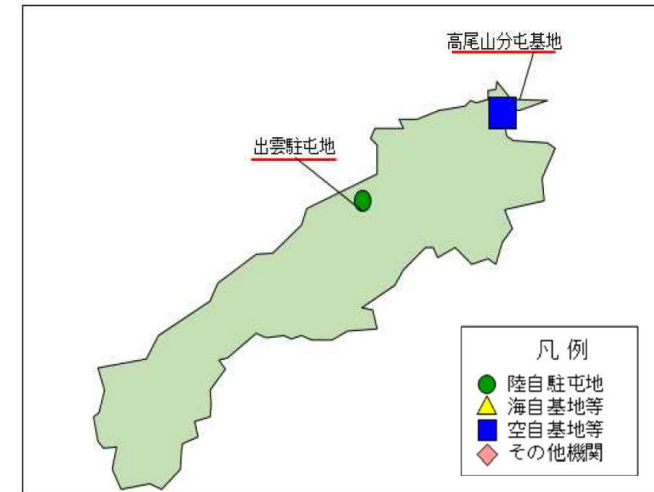 高尾山分屯基地
出雲駐屯地
凡例
陸自駐屯地
海自基地等
空自基地等
その他機関